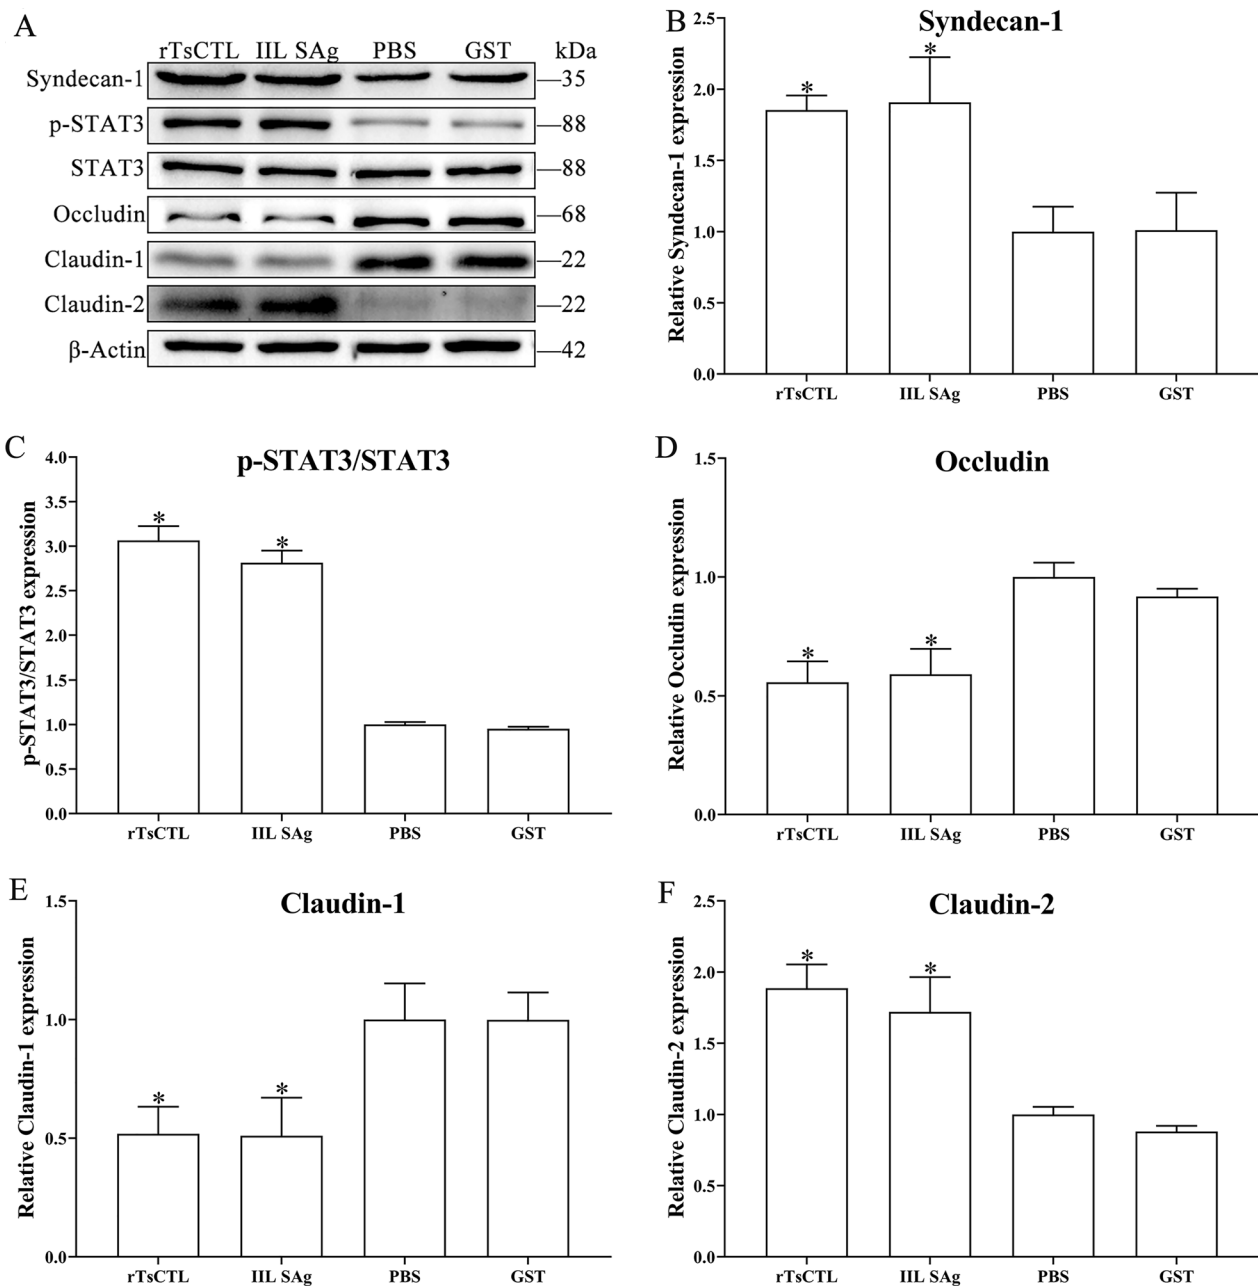 A
rTsCTL IIL SAg PBS GST kDa
Syndecan-1 35
p-STAT3 88
STAT3 88
Occludin 68
Claudin-1 22
Claudin-2 22
β-Actin 42
B
Syndecan-1
Relative Syndecan-1 expression
2.5
2.0
1.5
1.0
0.5
0.0
* *
rTsCTL IIL SAg PBS GST
C
p-STAT3/STAT3
p-STAT3/STAT3 expression
4.0
3.5
3.0
2.5
2.0
1.5
1.0
0.5
0.0
* *
rTsCTL IIL SAg PBS GST
D
Occludin
Relative Occludin expression
1.5
1.0
0.5
0.0
* *
rTsCTL IIL SAg PBS GST
E
Claudin-1
Relative Claudin-1 expression
1.5
1.0
0.5
0.0
* *
rTsCTL IIL SAg PBS GST
F
Claudin-2
Relative Claudin-2 expression
2.5
2.0
1.5
1.0
0.5
0.0
* *
rTsCTL IIL SAg PBS GST